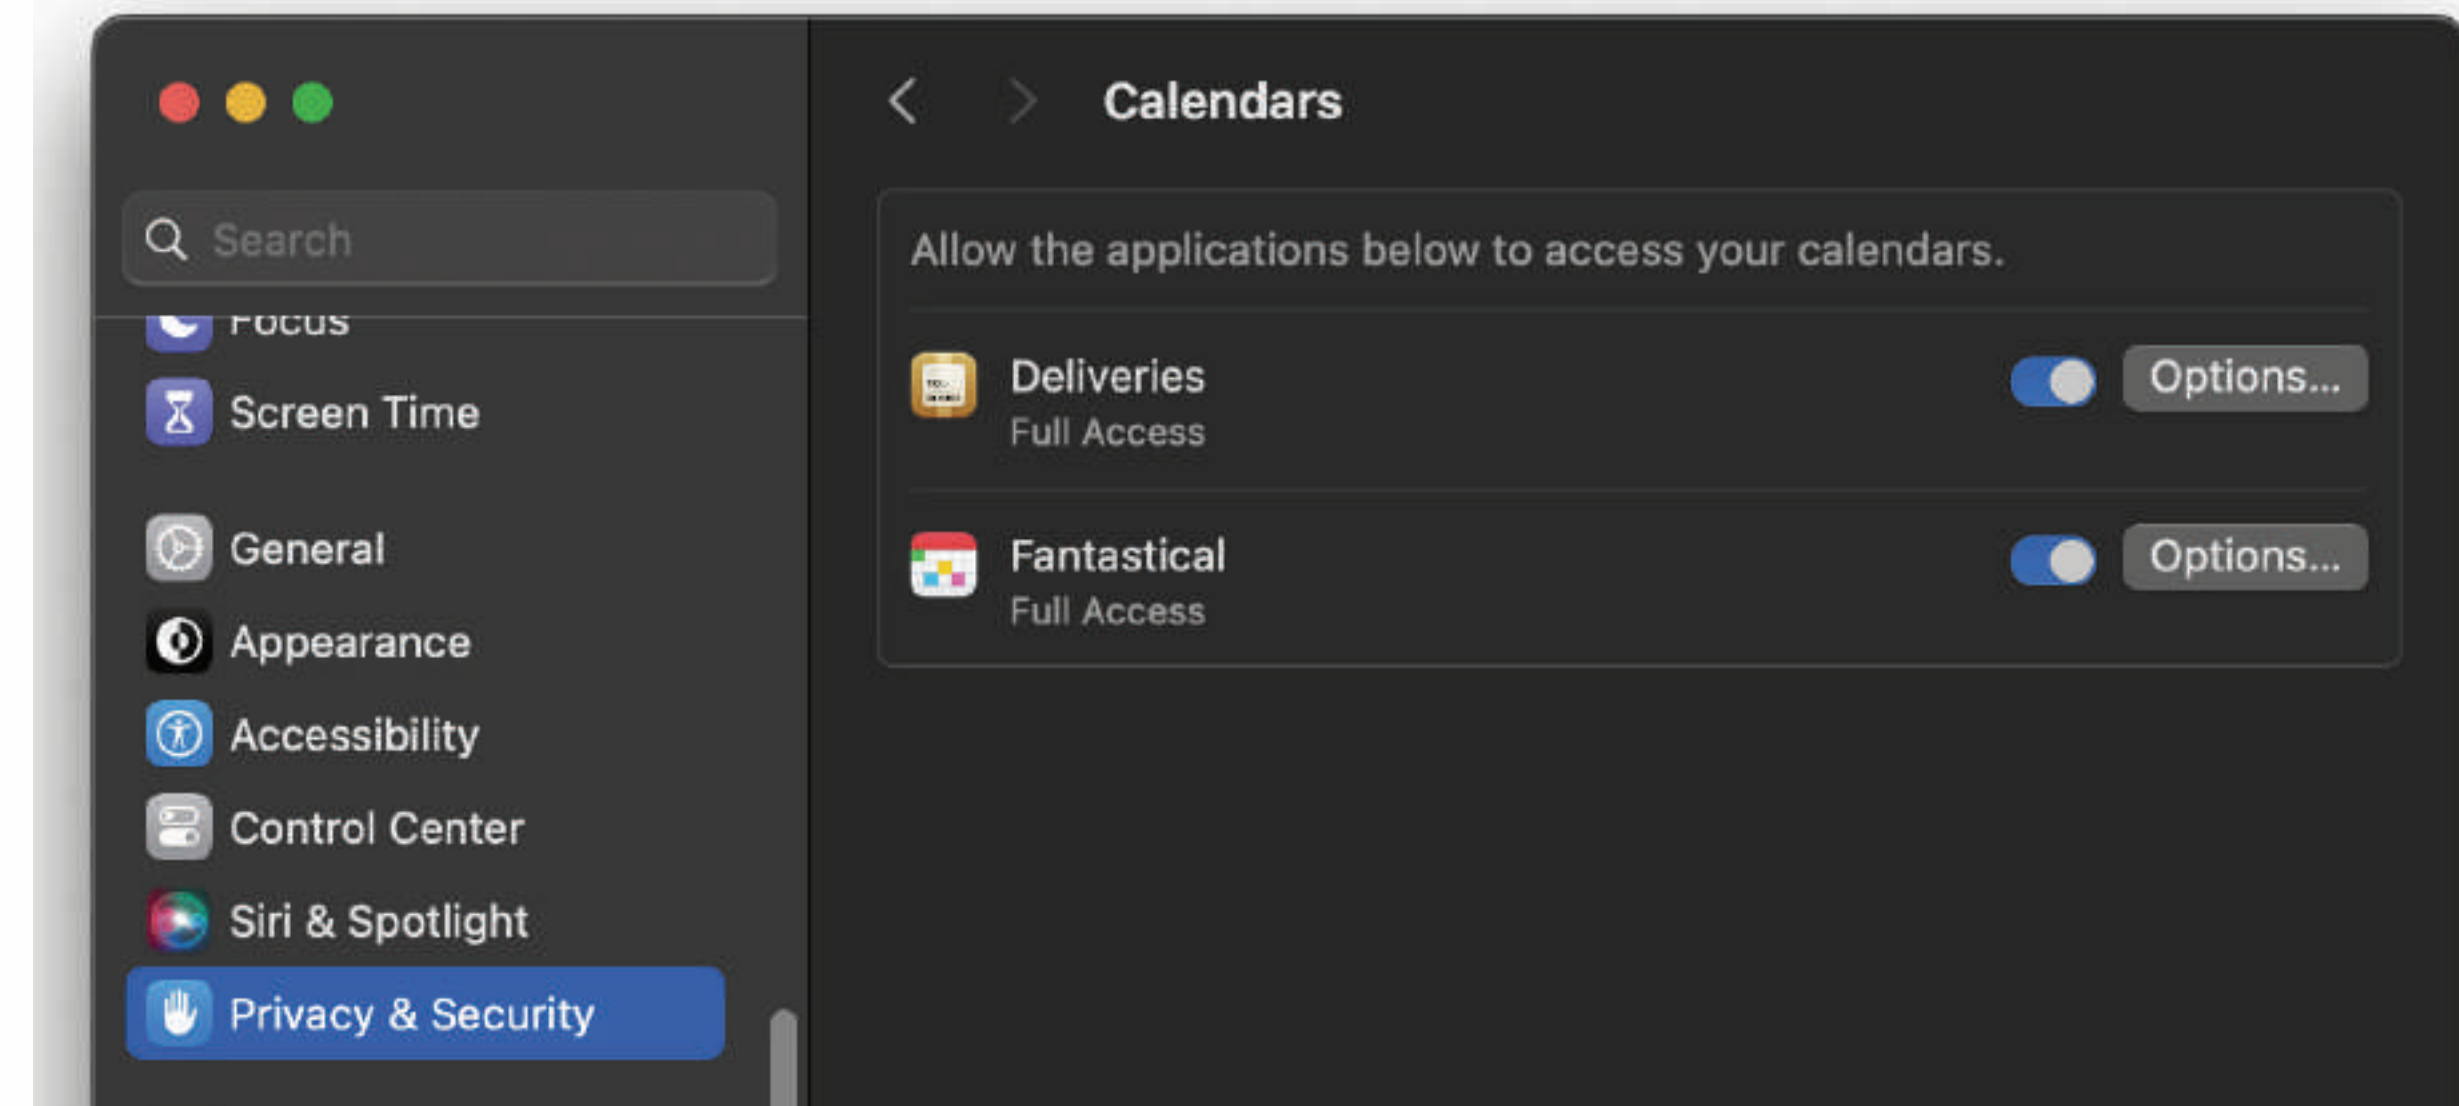 Calendars
Search
Focus
Screen Time
General
Appearance
Accessibility
Control Center
Siri & Spotlight
Privacy & Security
Allow the applications below to access your calendars.
Deliveries
Full Access
Options...
Fantastical
Full Access
Options...